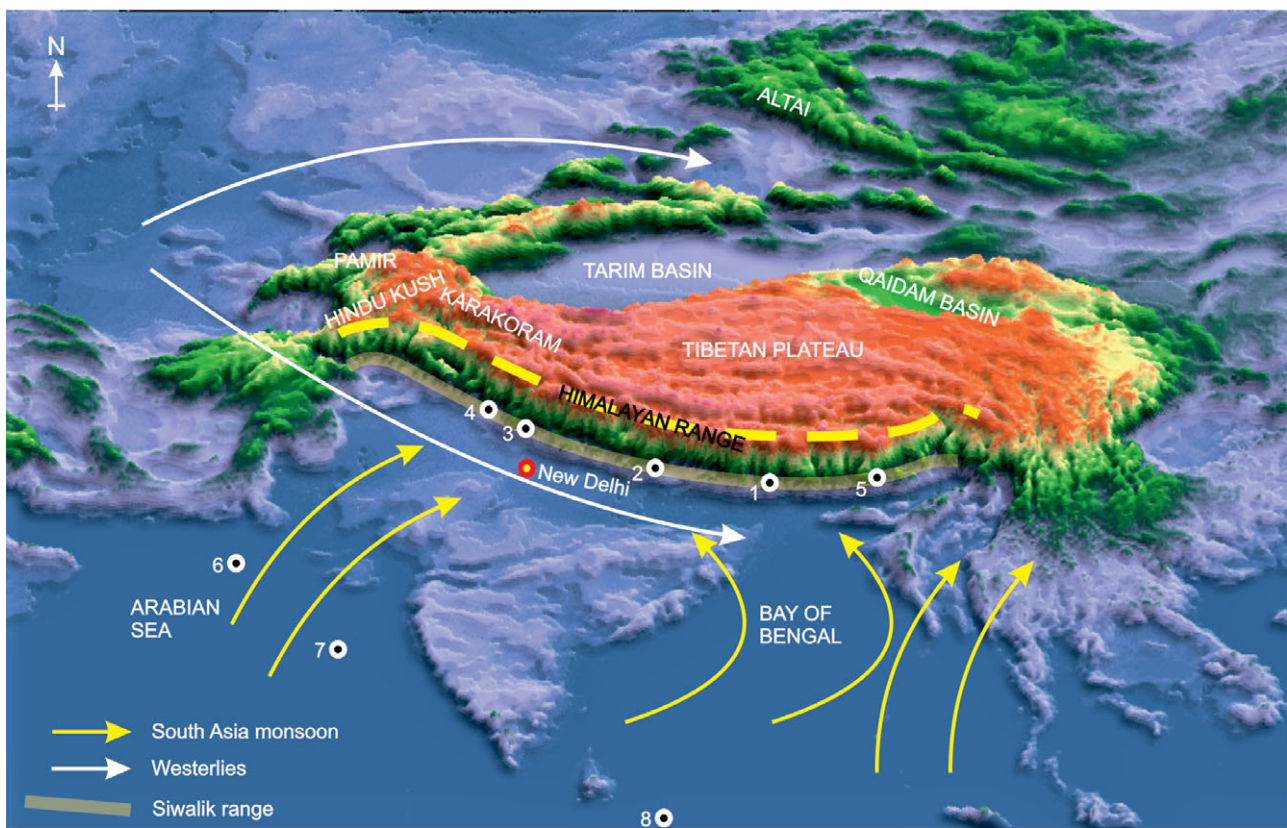 N
ALTAI
PAMIR
TARIM BASIN
QAIDAM BASIN
HINDU KUSH
KARAKORAM
TIBETAN PLATEAU
HIMALAYAN RANGE
4
3
New Delhi
2
1
5
6
ARABIAN
SEA
BAY OF
BENGAL
7
South Asia monsoon
Westerlies
Siwalik range
8